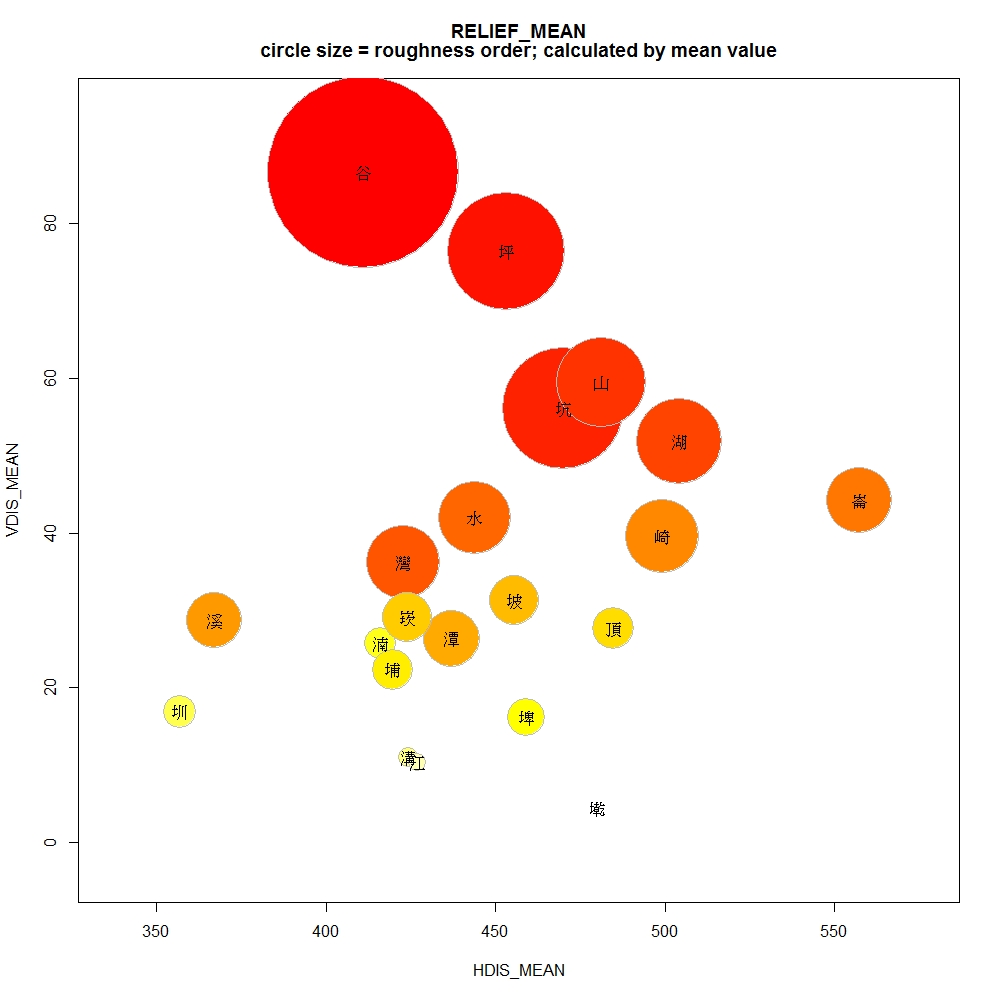 RELIEF_MEAN
circle size = roughness order; calculated by mean value
VDIS_MEAN
80
60
40
20
0
谷
坪
山
坑
湖
崙
水
崎
灣
坡
溪
崁
頂
潭
湳
埔
圳
埤
溝
江
墘
350
400
450
500
550
HDIS_MEAN